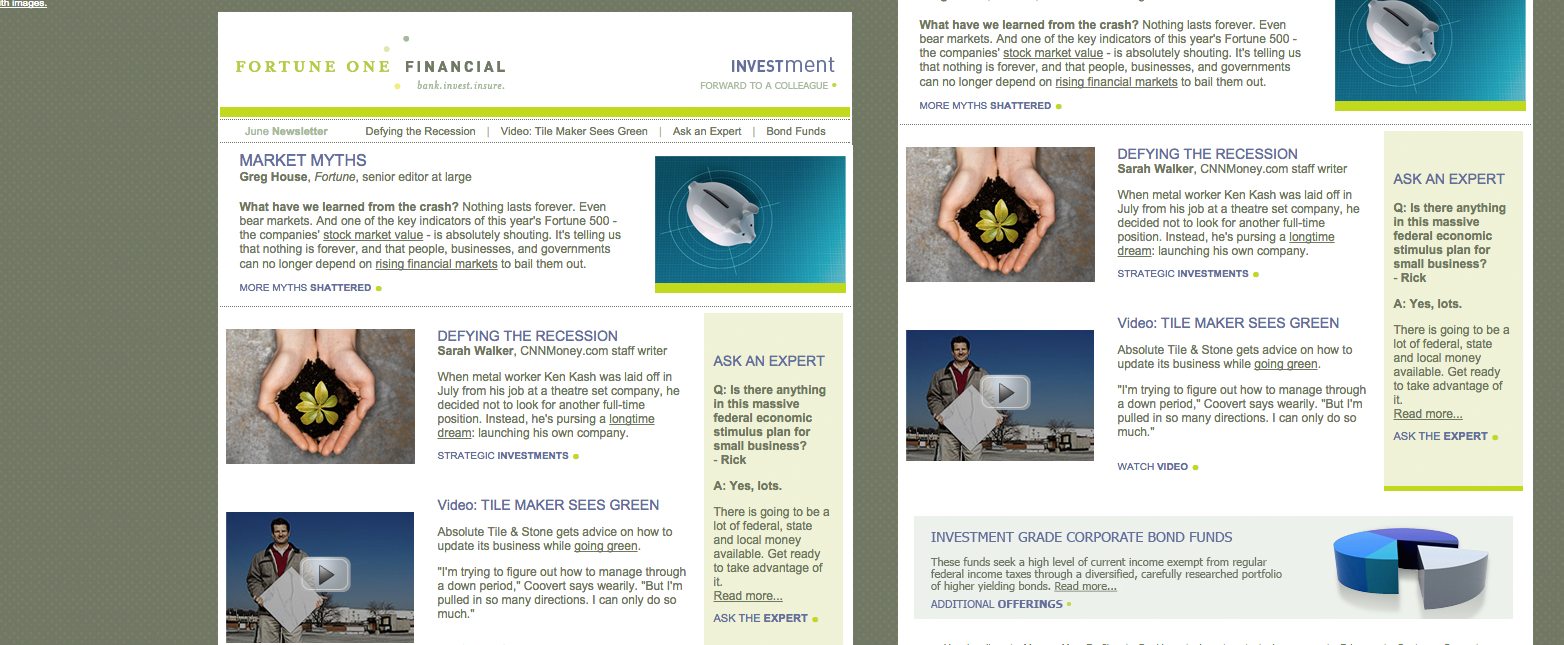 th images.
FORTUNE ONE FINANCIAL
bank.invest.insure.
INVESTment
FORWARD TO A COLLEAGUE
June Newsletter
Defying the Recession | Video: Tile Maker Sees Green | Ask an Expert | Bond Funds
MARKET MYTHS
Greg House, Fortune, senior editor at large
What have we learned from the crash? Nothing lasts forever. Even
bear markets. And one of the key indicators of this year's Fortune 500 -
the companies' stock market value - is absolutely shouting. It's telling us
that nothing is forever, and that people, businesses, and governments
can no longer depend on rising financial markets to bail them out.
MORE MYTHS SHATTERED
DEFYING THE RECESSION
Sarah Walker, CNNMoney.com staff writer
When metal worker Ken Kash was laid off in
July from his job at a theatre set company, he
decided not to look for another full-time
position. Instead, he's pursing a longtime
dream: launching his own company.
STRATEGIC INVESTMENTS
Video: TILE MAKER SEES GREEN
Absolute Tile & Stone gets advice on how to
update its business while going green.
"I'm trying to figure out how to manage through
a down period," Coovert says wearily. "But I'm
pulled in so many directions. I can only do so
much."
ASK AN EXPERT
Q: Is there anything
in this massive
federal economic
stimulus plan for
small business?
- Rick
A: Yes, lots.
There is going to be a
lot of federal, state
and local money
available. Get ready
to take advantage of
it.
Read more...
ASK THE EXPERT
What have we learned from the crash? Nothing lasts forever. Even
bear markets. And one of the key indicators of this year's Fortune 500 -
the companies' stock market value - is absolutely shouting. It's telling us
that nothing is forever, and that people, businesses, and governments
can no longer depend on rising financial markets to bail them out.
MORE MYTHS SHATTERED
DEFYING THE RECESSION
Sarah Walker, CNNMoney.com staff writer
When metal worker Ken Kash was laid off in
July from his job at a theatre set company, he
decided not to look for another full-time
position. Instead, he's pursing a longtime
dream: launching his own company.
STRATEGIC INVESTMENTS
Video: TILE MAKER SEES GREEN
Absolute Tile & Stone gets advice on how to
update its business while going green.
"I'm trying to figure out how to manage through
a down period," Coovert says wearily. "But I'm
pulled in so many directions. I can only do so
much."
WATCH VIDEO
ASK AN EXPERT
Q: Is there anything
in this massive
federal economic
stimulus plan for
small business?
- Rick
A: Yes, lots.
There is going to be a
lot of federal, state
and local money
available. Get ready
to take advantage of
it.
Read more...
ASK THE EXPERT
INVESTMENT GRADE CORPORATE BOND FUNDS
These funds seek a high level of current income exempt from regular
federal income taxes through a diversified, carefully researched portfolio
of higher yielding bonds. Read more...
ADDITIONAL OFFERINGS